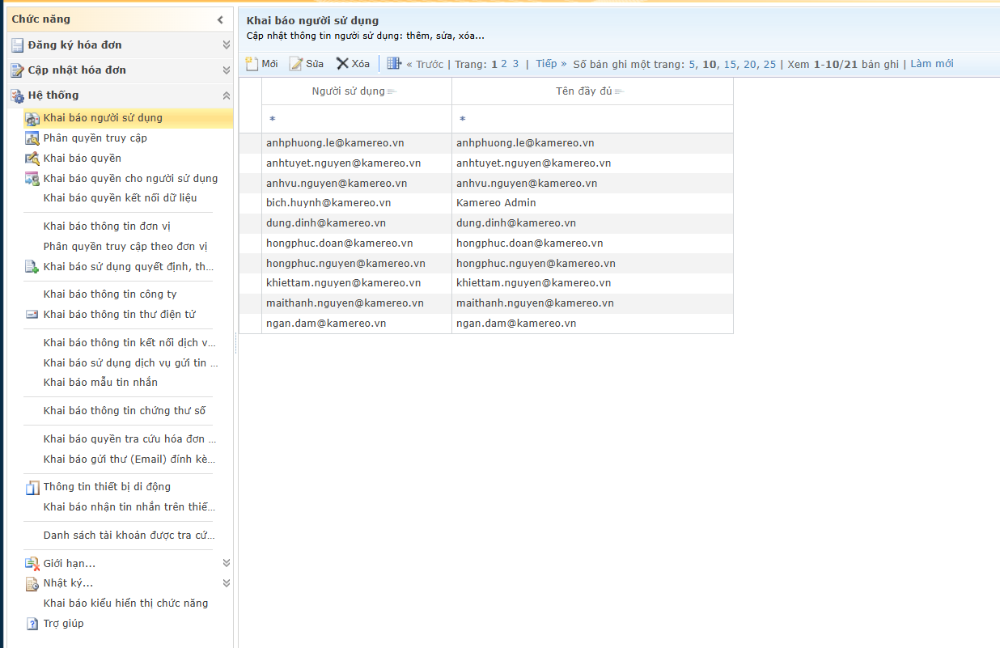 Chức năng
Đăng ký hóa đơn
Cập nhật hóa đơn
Hệ thống
Khai báo người sử dụng
Phân quyền truy cập
Khai báo quyền
Khai báo quyền cho người sử dụng
Khai báo quyền kết nối dữ liệu
Khai báo thông tin đơn vị
Phân quyền truy cập theo đơn vị
Khai báo sử dụng quyết định, th...
Khai báo thông tin công ty
Khai báo thông tin thư điện tử
Khai báo thông tin kết nối dịch v...
Khai báo sử dụng dịch vụ gửi tin ...
Khai báo mẫu tin nhắn
Khai báo thông tin chứng thư số
Khai báo quyền tra cứu hóa đơn ...
Khai báo gửi thư (Email) đính kè...
Thông tin thiết bị di động
Khai báo nhận tin nhắn trên thiế...
Danh sách tài khoản được tra cứ...
Giới hạn...
Nhật ký...
Khai báo kiểu hiển thị chức năng
Trợ giúp
Khai báo người sử dụng
Cập nhật thông tin người sử dụng: thêm, sửa, xóa...
Mới Sửa Xóa « Trước | Trang: 1 2 3 | Tiếp » Số bản ghi một trang: 5, 10, 15, 20, 25 | Xem 1-10/21 bản ghi | Làm mới
Người sử dụng Tên đầy đủ
* *
anhphuong.le@kamereo.vn anhphuong.le@kamereo.vn
anhtuyet.nguyen@kamereo.vn anhtuyet.nguyen@kamereo.vn
anhvu.nguyen@kamereo.vn anhvu.nguyen@kamereo.vn
bich.huynh@kamereo.vn Kamereo Admin
dung.dinh@kamereo.vn dung.dinh@kamereo.vn
hongphuc.doan@kamereo.vn hongphuc.doan@kamereo.vn
hongphuc.nguyen@kamereo.vn hongphuc.nguyen@kamereo.vn
khiettam.nguyen@kamereo.vn khiettam.nguyen@kamereo.vn
maithanh.nguyen@kamereo.vn maithanh.nguyen@kamereo.vn
ngan.dam@kamereo.vn ngan.dam@kamereo.vn